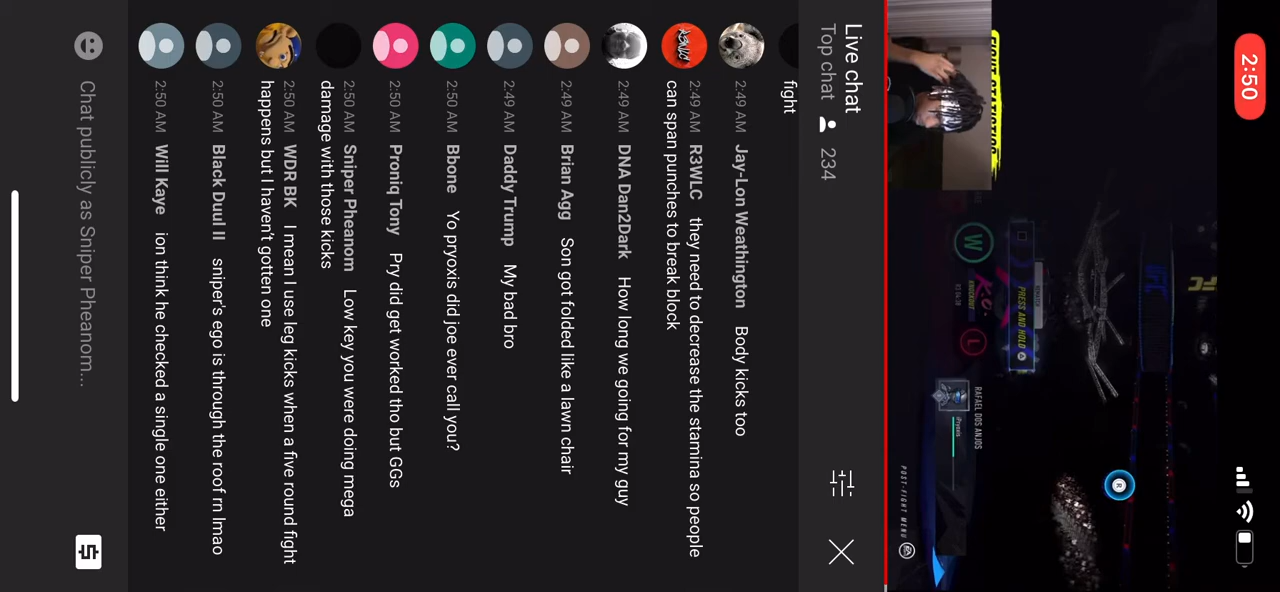 2:50
UFC
PRESS AND HOLD A
R
W
L
K.O.
KNOCKOUT
RAFAEL DOS ANJOS
POST-FIGHT MENU
Live chat
Top chat 234
fight
2:49 AM Jay-Lon Weathington Body kicks too
2:49 AM R3WLC they need to decrease the stamina so people
can span punches to break block
2:49 AM DNA Dan2Dark How long we going for my guy
2:49 AM Brian Agg Son got folded like a lawn chair
2:49 AM Daddy Trump My bad bro
2:50 AM Bbone Yo pryoxis did joe ever call you?
2:50 AM Proniq Tony Pry did get worked tho but GGs
2:50 AM Sniper Pheanom Low key you were doing mega
damage with those kicks
2:50 AM WDR BK I mean I use leg kicks when a five round fight
happens but I haven't gotten one
2:50 AM Black Duul II sniper's ego is through the roof rn lmao
2:50 AM Will Kaye ion think he checked a single one either
Chat publicly as Sniper Pheanom...